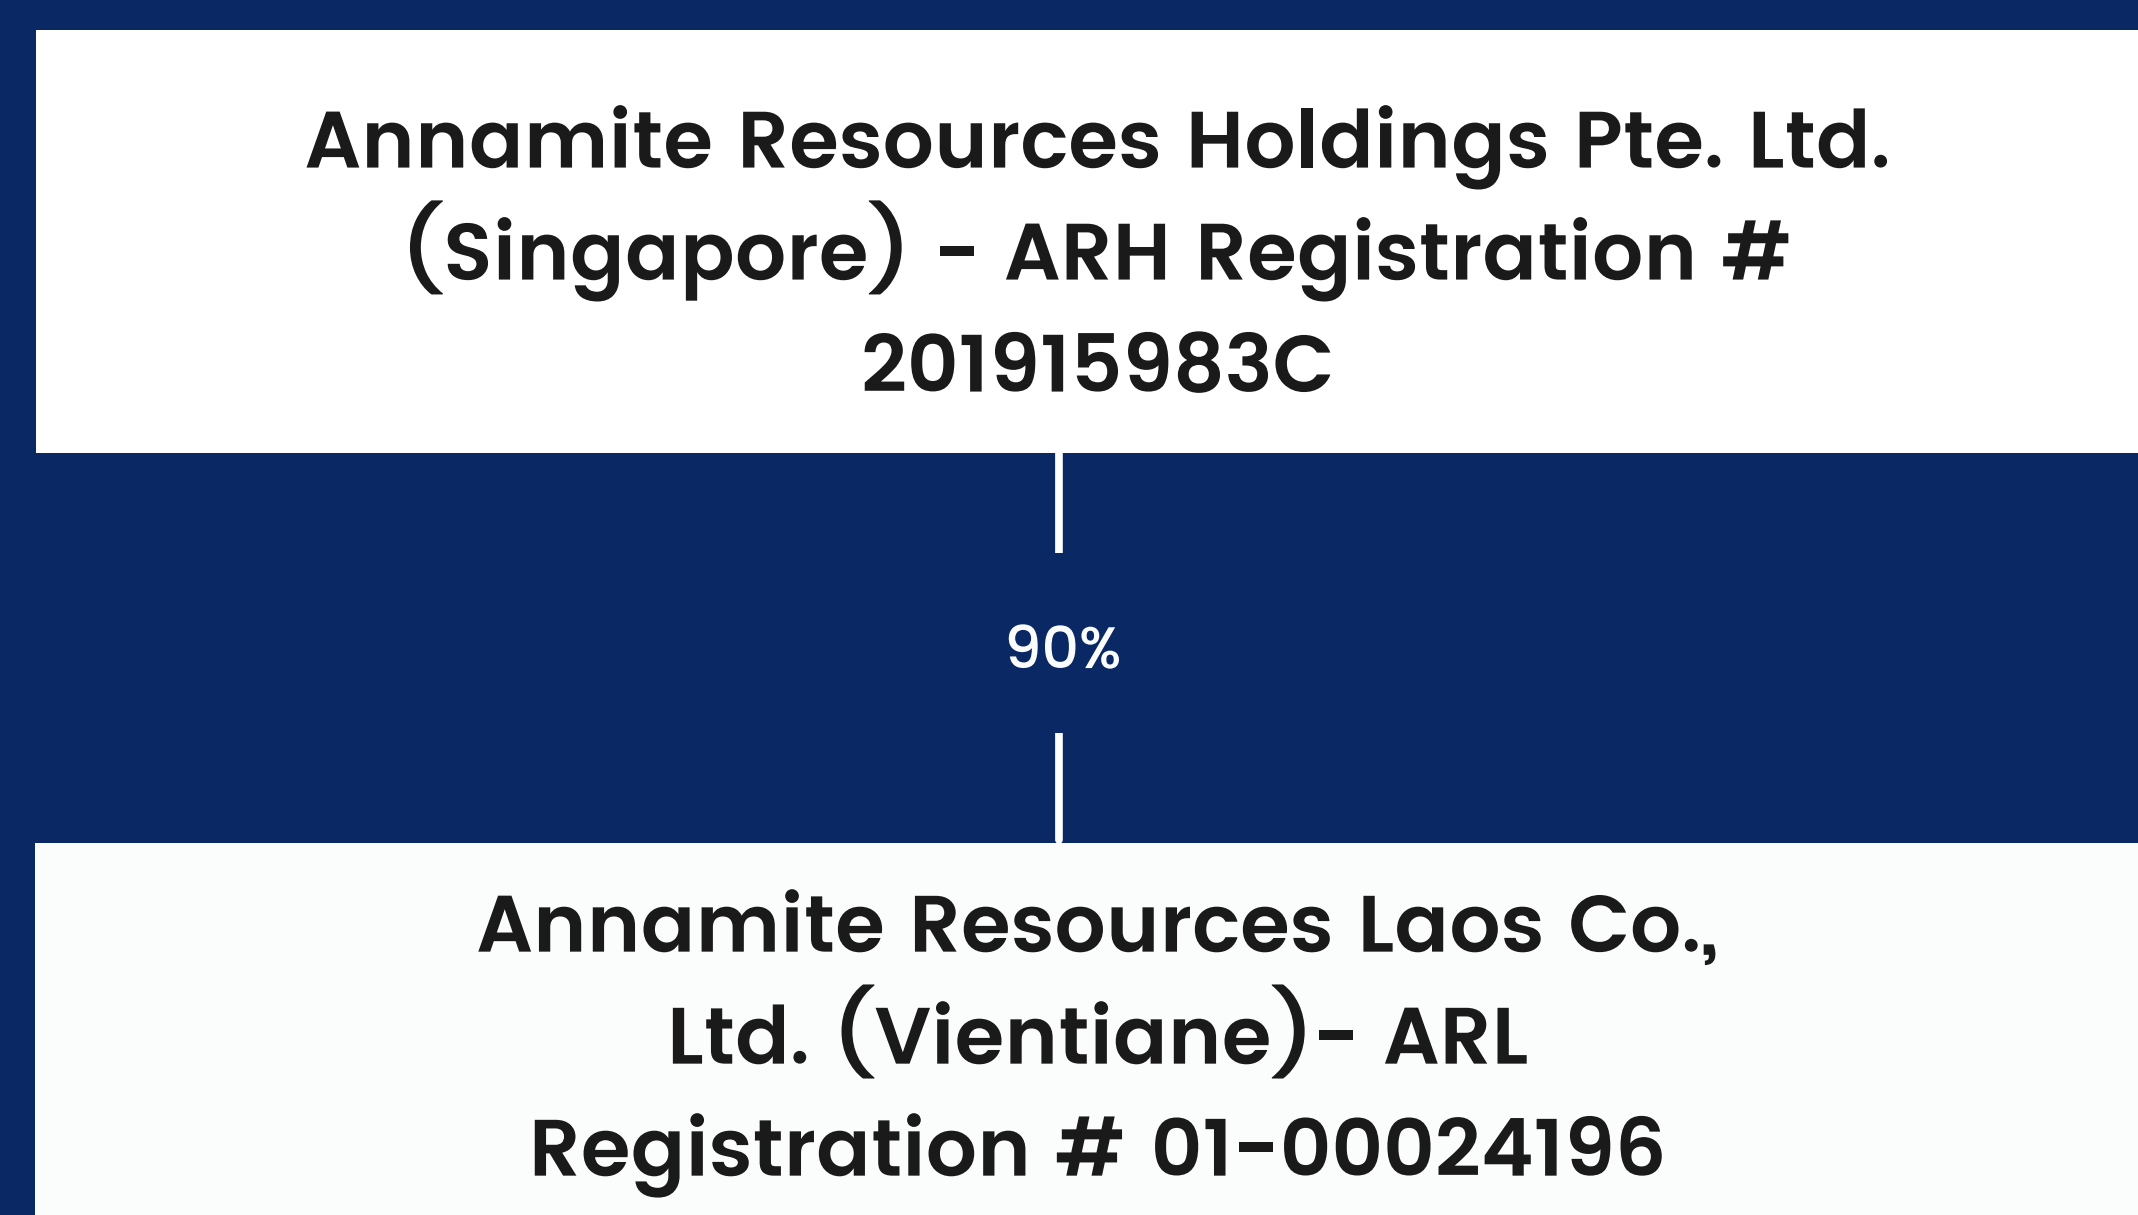 Annamite Resources Holdings Pte. Ltd.
(Singapore) - ARH Registration #
201915983C
90%
Annamite Resources Laos Co.,
Ltd. (Vientiane)- ARL
Registration # 01-00024196